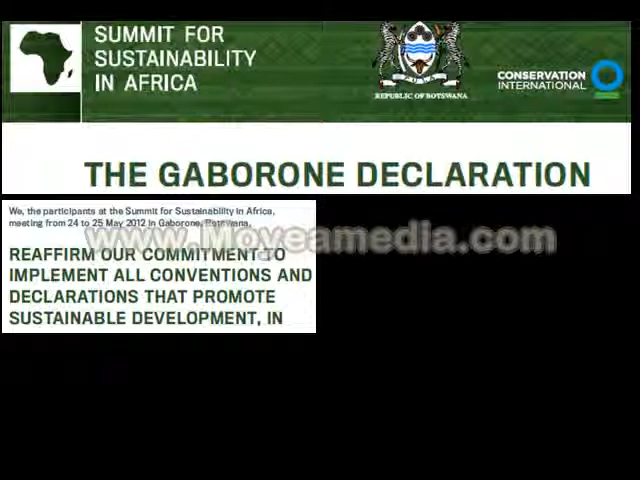 SUMMIT FOR
SUSTAINABILITY
IN AFRICA
PULA
REPUBLIC OF BOTSWANA
CONSERVATION
INTERNATIONAL
THE GABORONE DECLARATION
We, the participants at the Summit for Sustainability in Africa,
meeting from 24 to 25 May 2012 in Gaborone, Botswana,
www.Moyeamedia.com
REAFFIRM OUR COMMITMENT TO
IMPLEMENT ALL CONVENTIONS AND
DECLARATIONS THAT PROMOTE
SUSTAINABLE DEVELOPMENT, IN